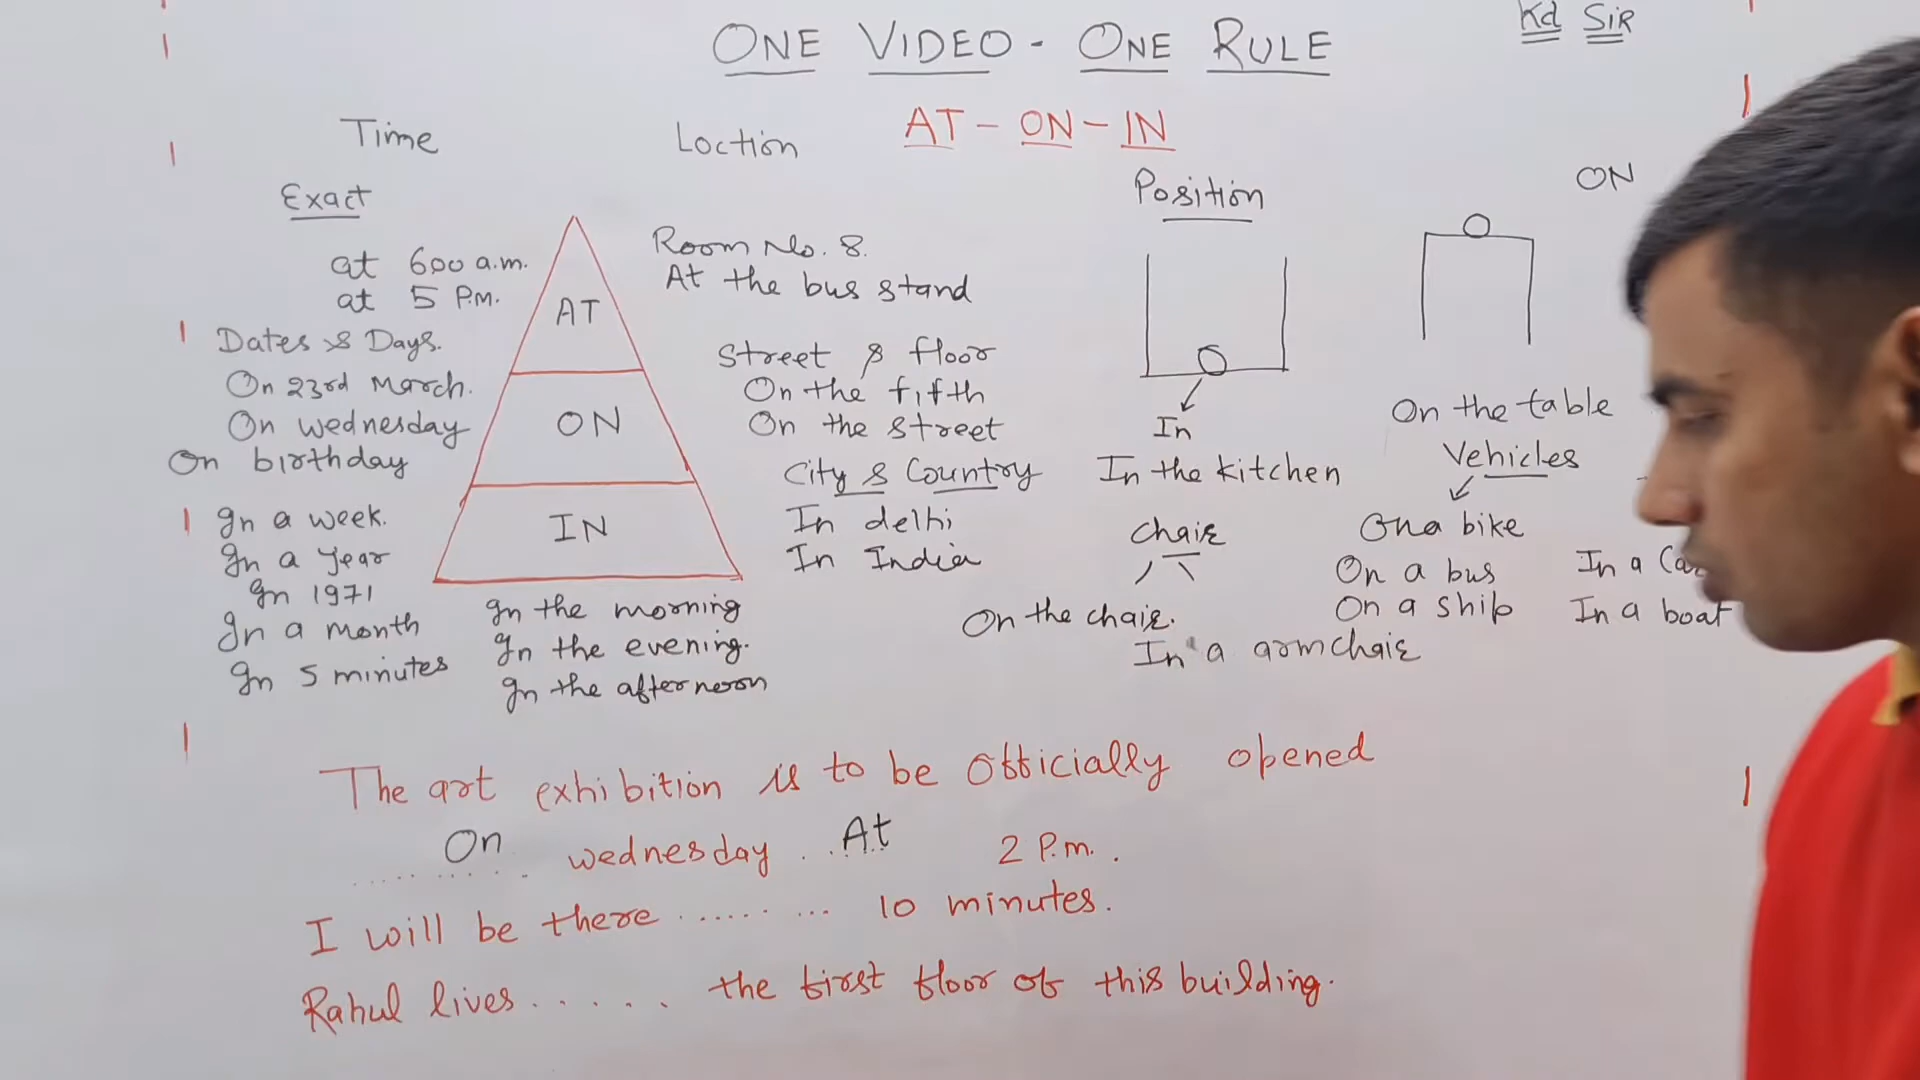 ONE VIDEO - ONE RULE
Kd SIR
AT - ON - IN
Time
Loction
Position
ON
Exact
at 600 a.m.
at 5 P.M.
Dates & Days.
On 23rd March.
On wednesday
On birthday
In a week.
In a year
In 1971
In a month
In 5 minutes
AT
ON
IN
In the morning
In the evening.
In the afternoon
Room No. 8.
At the bus stand
Street & floor
On the fifth
On the street
City & Country
In delhi
In India
In
In the kitchen
chair
On the chair.
In a armchair
On the table
Vehicles
On a bike
On a bus
On a ship
In a Ca
In a boat
The art exhibition is to be officially opened
.......... On wednesday ..... At 2 P.m. .
I will be there ......... 10 minutes.
Rahul lives ..... the first floor of this building.